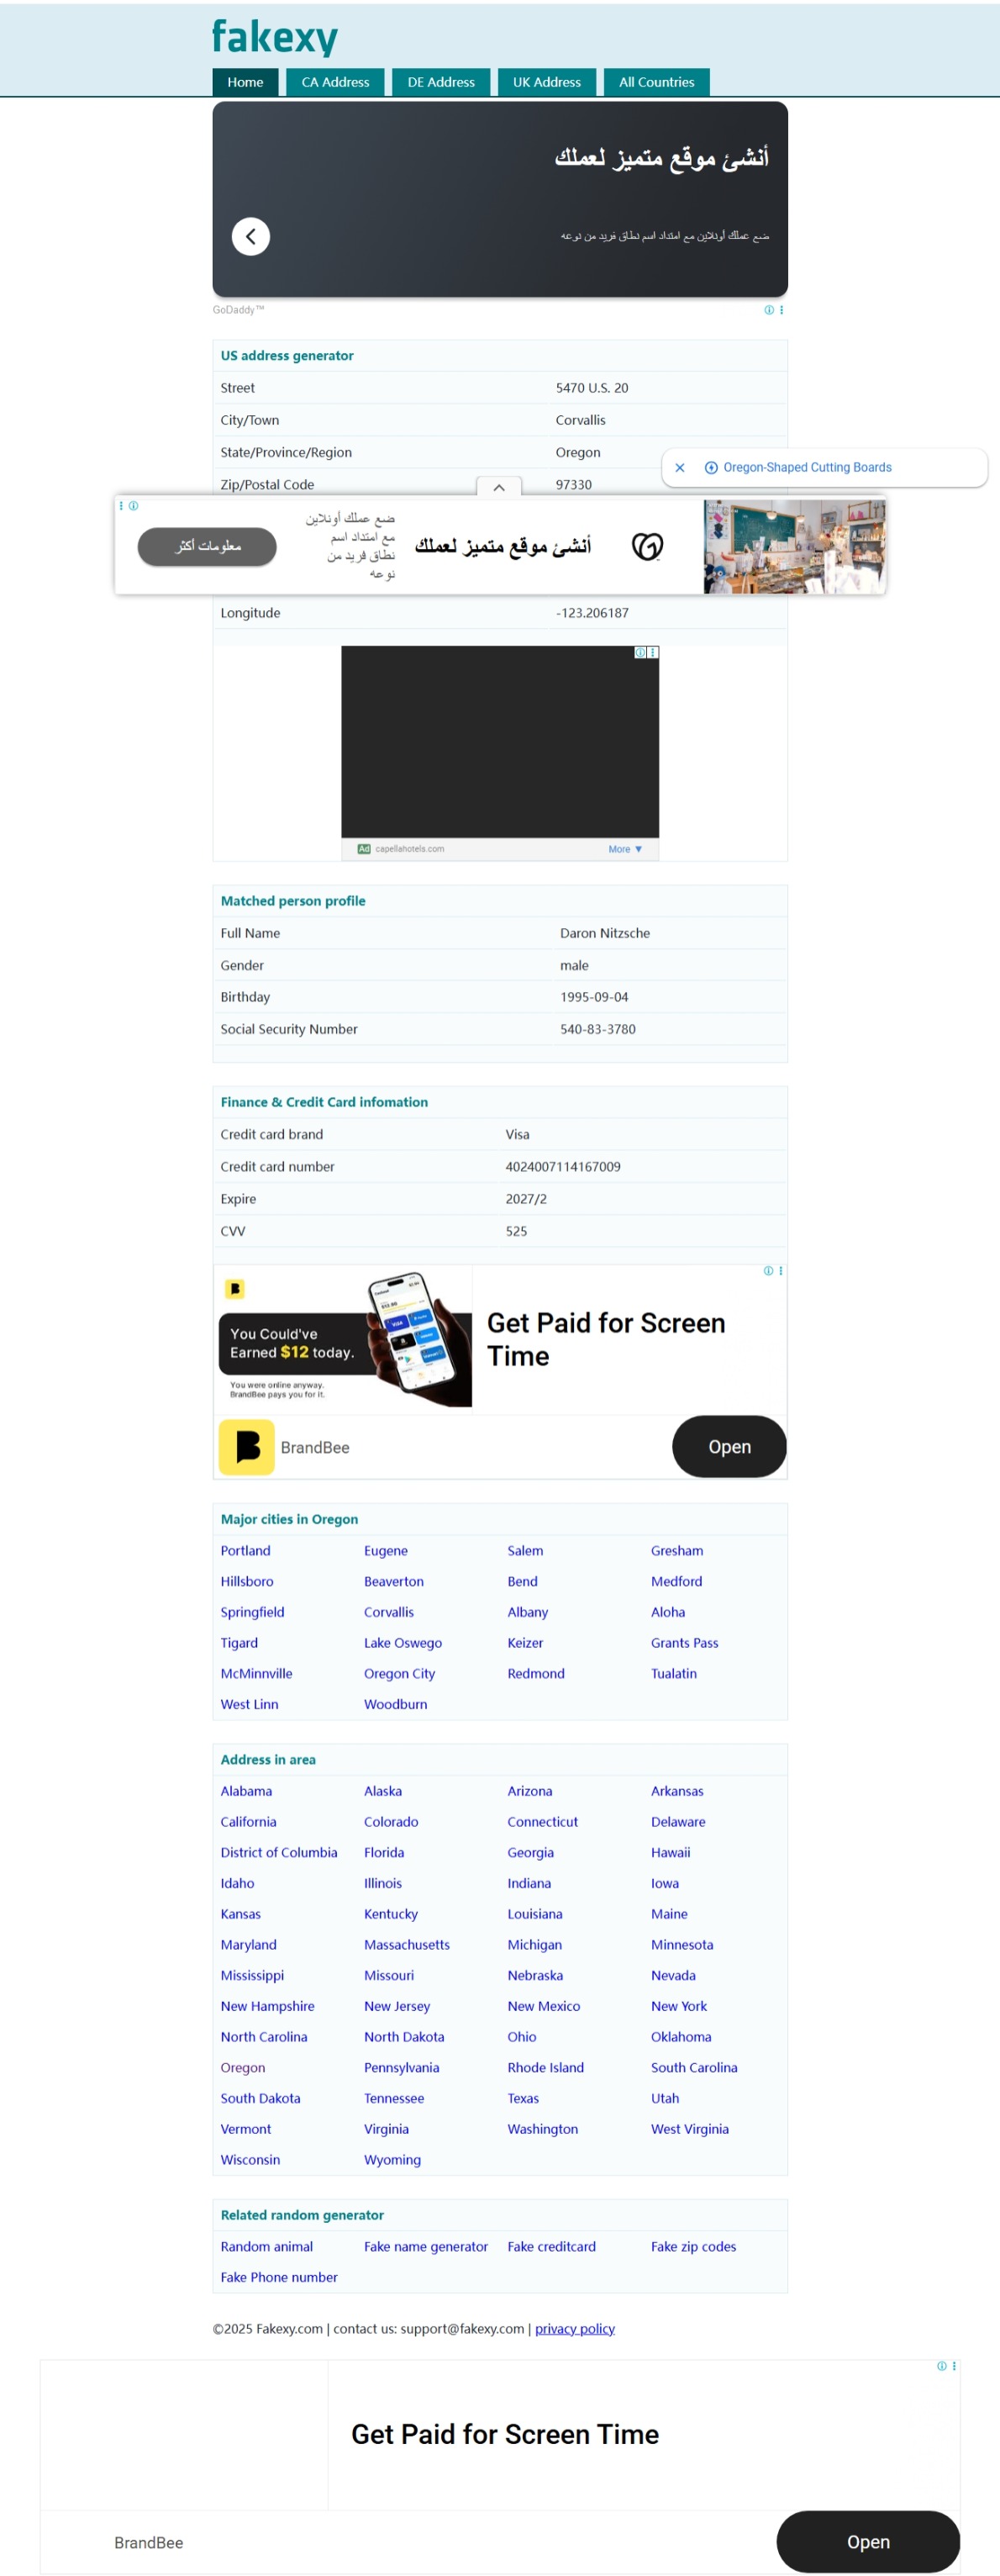 fakexy
Home CA Address DE Address UK Address All Countries
أنشئ موقع متميز لعملك
ضع عملك أونلاين مع امتداد اسم نطاق فريد من نوعه
GoDaddy™
US address generator
Street 5470 U.S. 20
City/Town Corvallis
State/Province/Region Oregon
Oregon-Shaped Cutting Boards
Zip/Postal Code 97330
معلومات أكثر
ضع عملك أونلاين
مع امتداد اسم
نطاق فريد من
نوعه
أنشئ موقع متميز لعملك
Longitude -123.206187
Ad capellahotels.com More
Matched person profile
Full Name Daron Nitzsche
Gender male
Birthday 1995-09-04
Social Security Number 540-83-3780
Finance & Credit Card infomation
Credit card brand Visa
Credit card number 4024007114167009
Expire 2027/2
CVV 525
You Could've
Earned $12 today.
You were online anyway.
BrandBee pays you for it.
Get Paid for Screen
Time
BrandBee Open
Major cities in Oregon
Portland Eugene Salem Gresham
Hillsboro Beaverton Bend Medford
Springfield Corvallis Albany Aloha
Tigard Lake Oswego Keizer Grants Pass
McMinnville Oregon City Redmond Tualatin
West Linn Woodburn
Address in area
Alabama Alaska Arizona Arkansas
California Colorado Connecticut Delaware
District of Columbia Florida Georgia Hawaii
Idaho Illinois Indiana Iowa
Kansas Kentucky Louisiana Maine
Maryland Massachusetts Michigan Minnesota
Mississippi Missouri Nebraska Nevada
New Hampshire New Jersey New Mexico New York
North Carolina North Dakota Ohio Oklahoma
Oregon Pennsylvania Rhode Island South Carolina
South Dakota Tennessee Texas Utah
Vermont Virginia Washington West Virginia
Wisconsin Wyoming
Related random generator
Random animal Fake name generator Fake creditcard Fake zip codes
Fake Phone number
©2025 Fakexy.com | contact us: support@fakexy.com | privacy policy
Get Paid for Screen Time
BrandBee Open